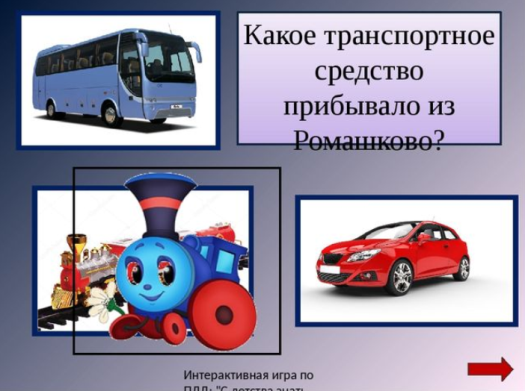 Какое транспортное
средство
прибывало из
Ромашково?
Интерактивная игра по
ПДД: "С детства знать